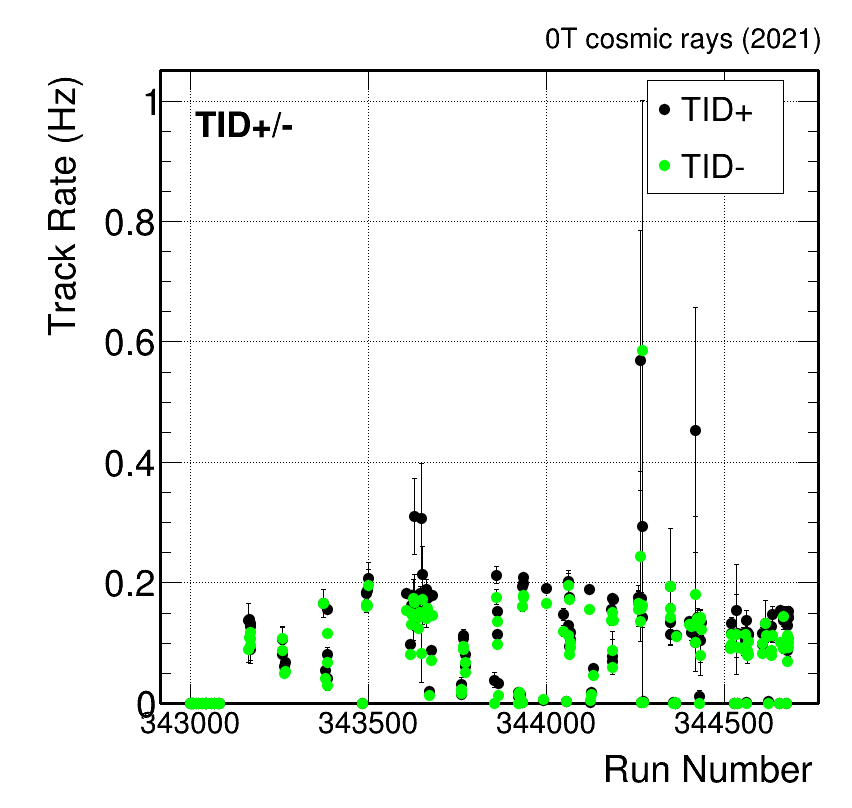 0T cosmic rays (2021)
Track Rate (Hz)
TID+/-
TID+
TID-
1
0.8
0.6
0.4
0.2
0
343000 343500 344000 344500
Run Number